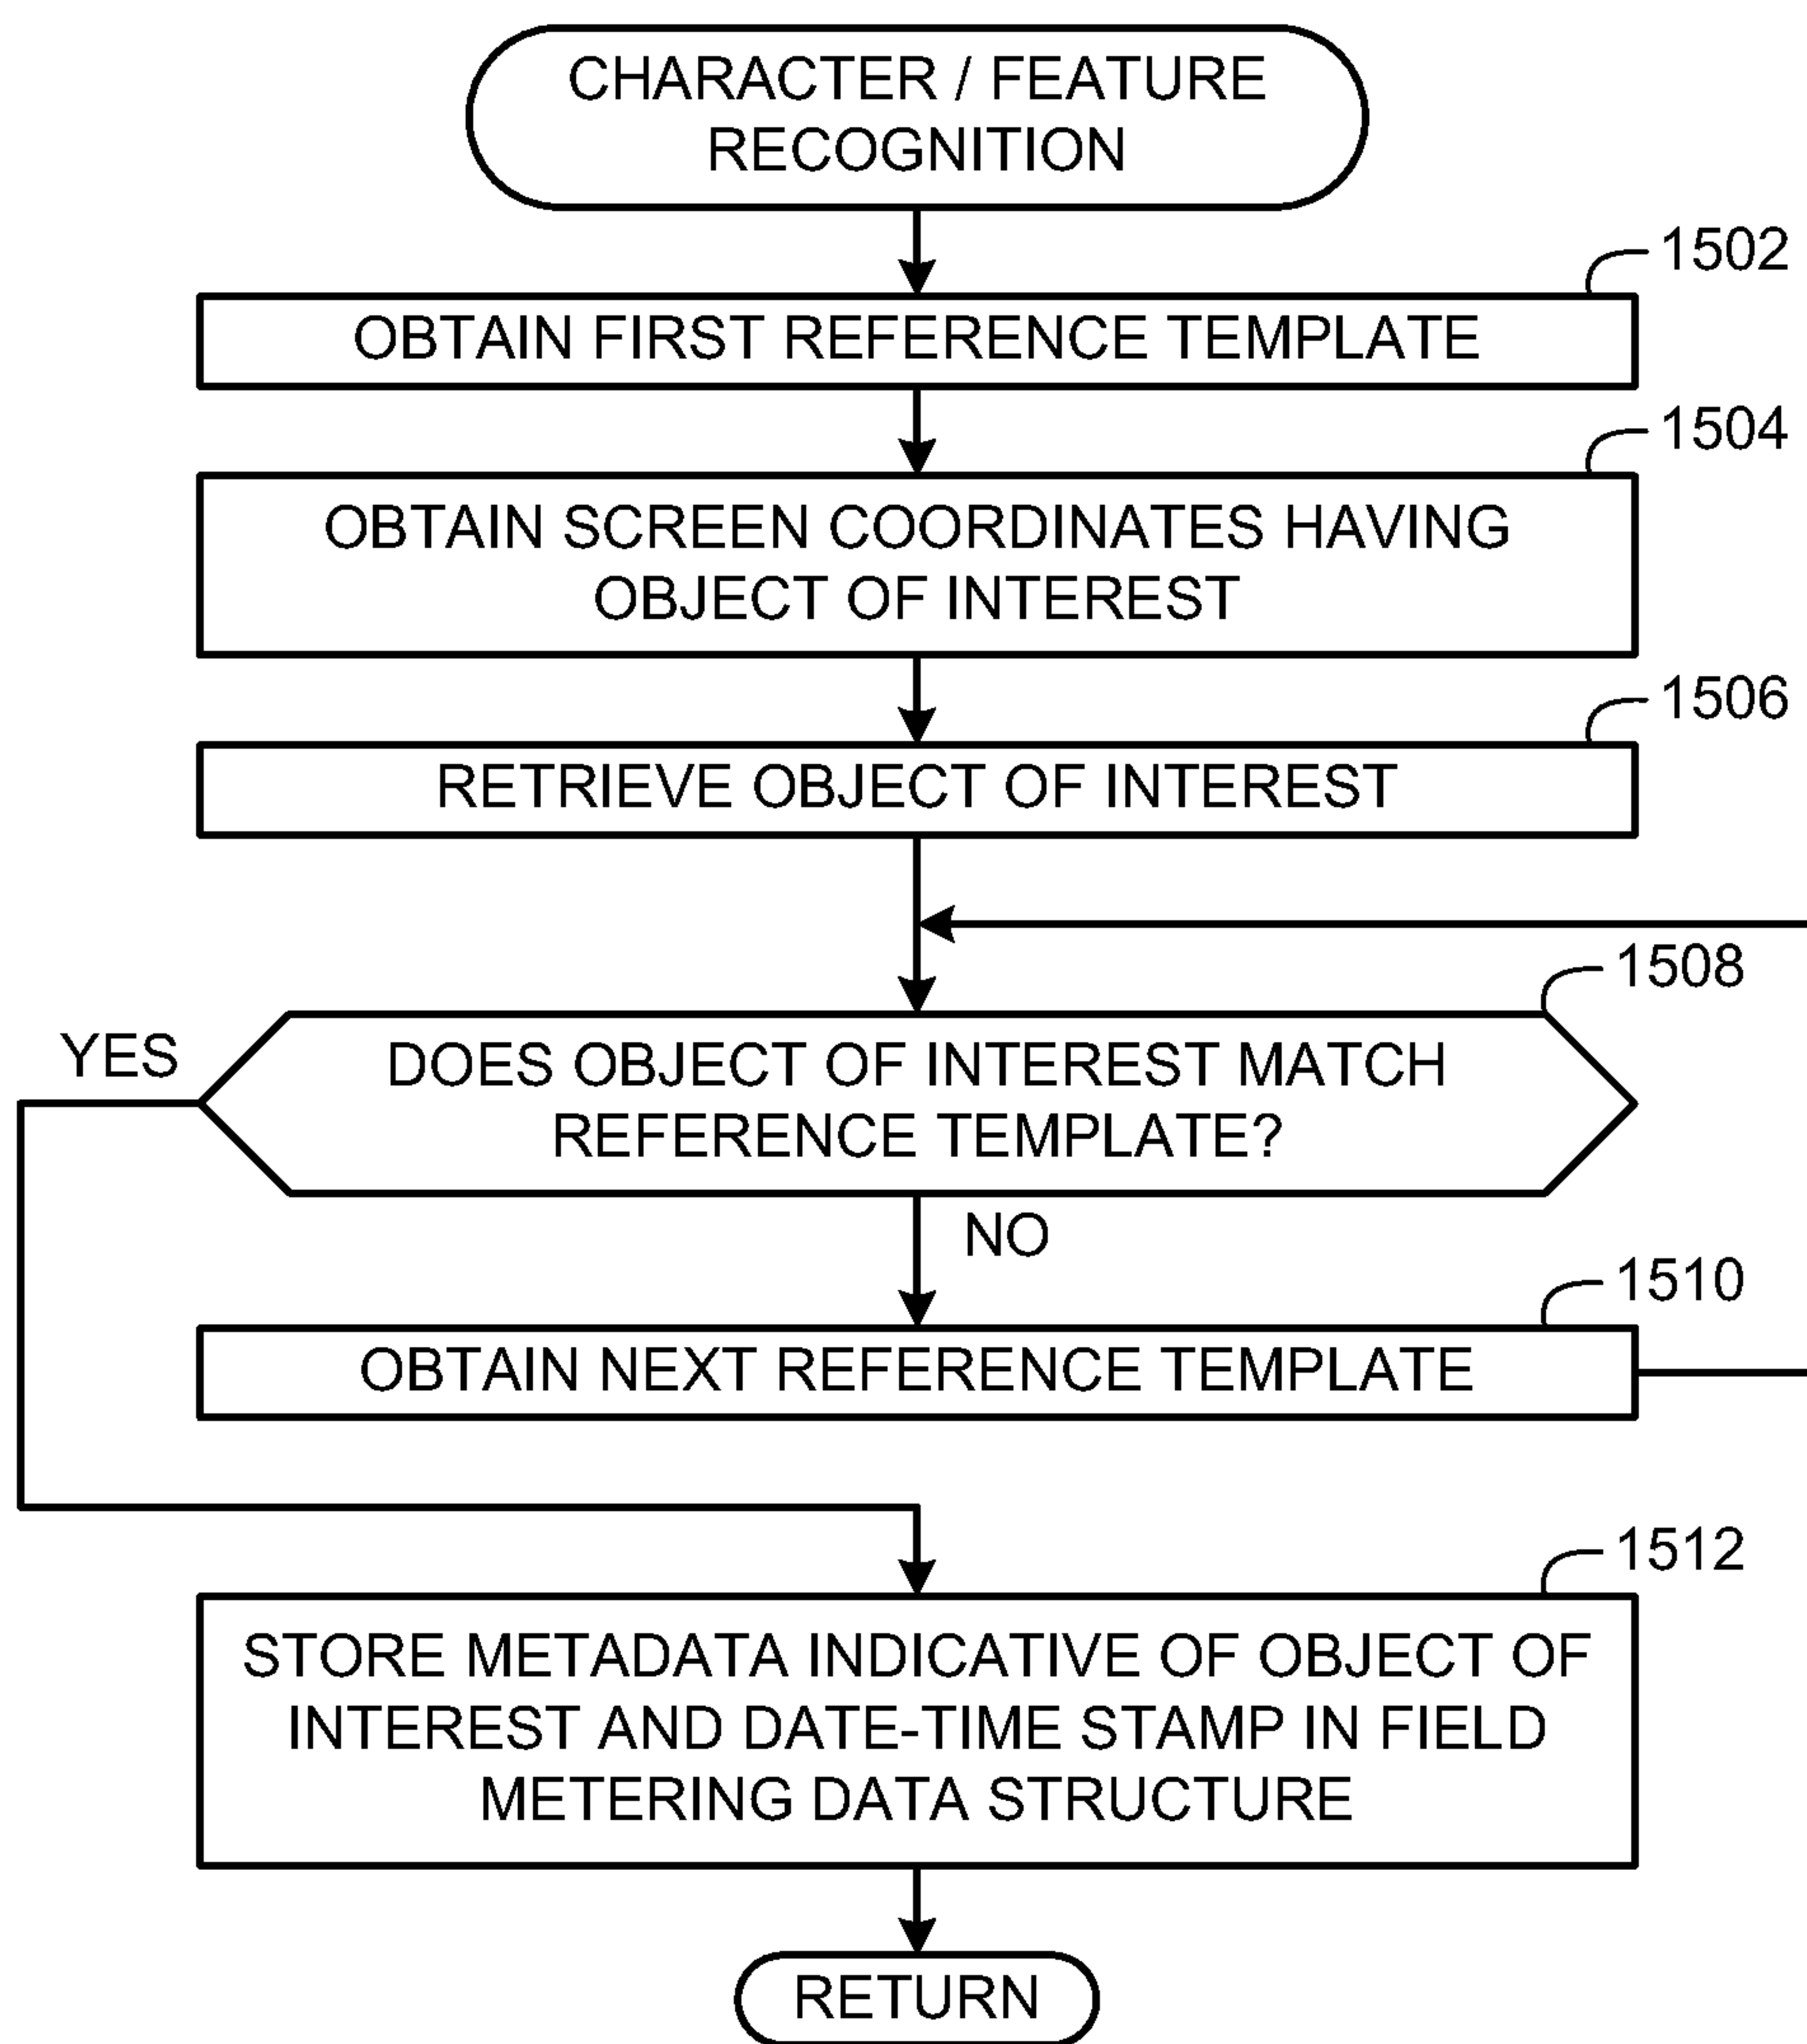 CHARACTER / FEATURE
RECOGNITION
1502
OBTAIN FIRST REFERENCE TEMPLATE
1504
OBTAIN SCREEN COORDINATES HAVING
OBJECT OF INTEREST
1506
RETRIEVE OBJECT OF INTEREST
1508
YES
DOES OBJECT OF INTEREST MATCH
REFERENCE TEMPLATE?
NO
1510
OBTAIN NEXT REFERENCE TEMPLATE
1512
STORE METADATA INDICATIVE OF OBJECT OF
INTEREST AND DATE-TIME STAMP IN FIELD
METERING DATA STRUCTURE
RETURN